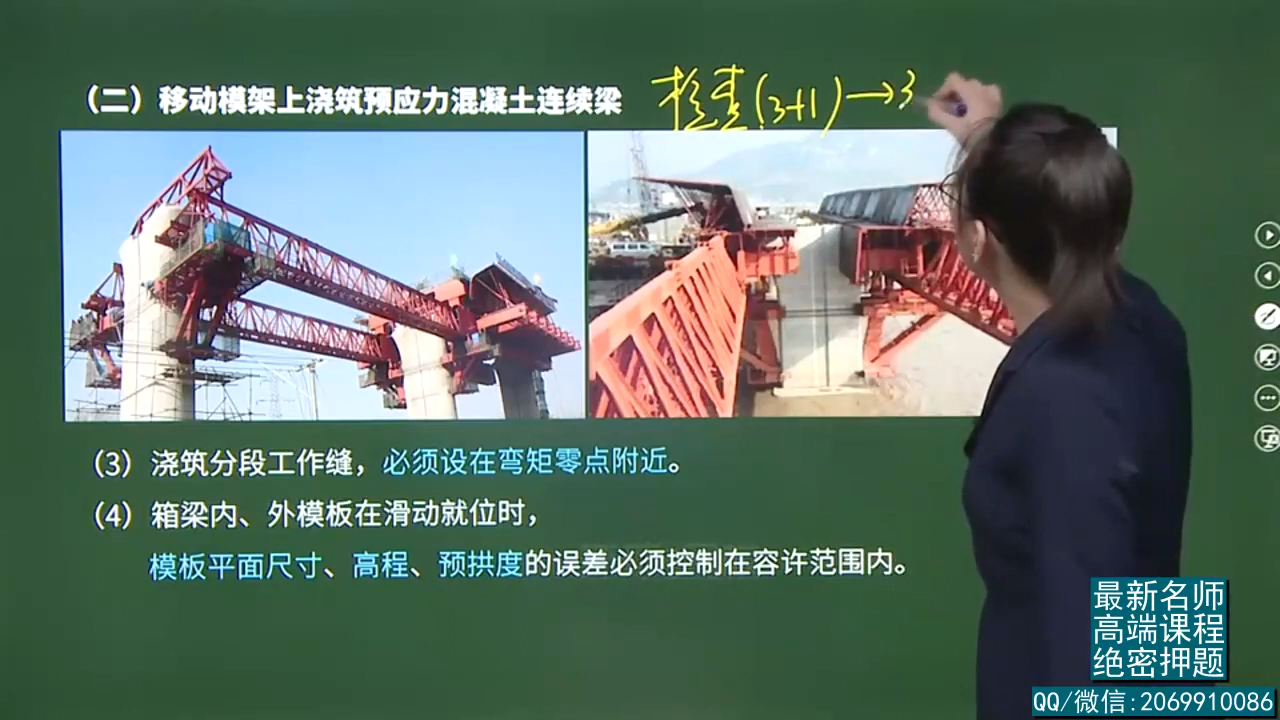 （二）移动模架上浇筑预应力混凝土连续梁
检查(3+1)→3
（3）浇筑分段工作缝，必须设在弯矩零点附近。
（4）箱梁内、外模板在滑动就位时，
模板平面尺寸、高程、预拱度的误差必须控制在容许范围内。
最新名师
高端课程
绝密押题
QQ/微信:2069910086